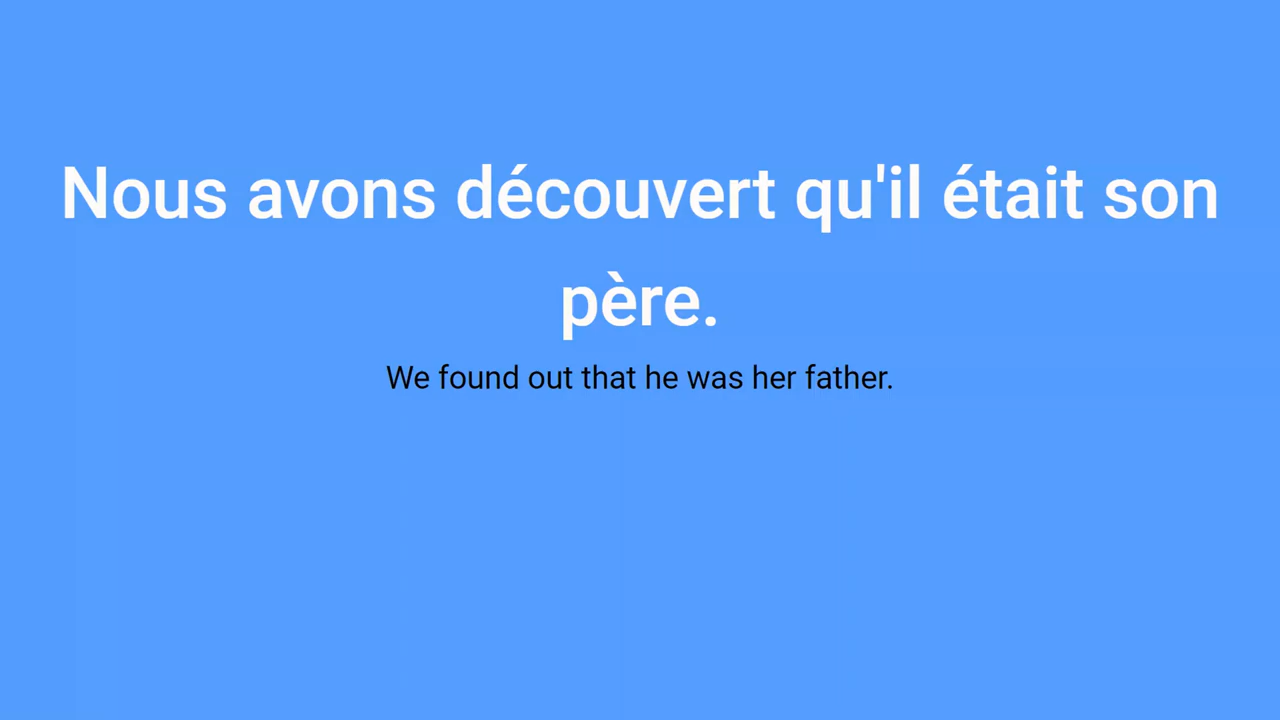 Nous avons découvert qu'il était son
père.
We found out that he was her father.